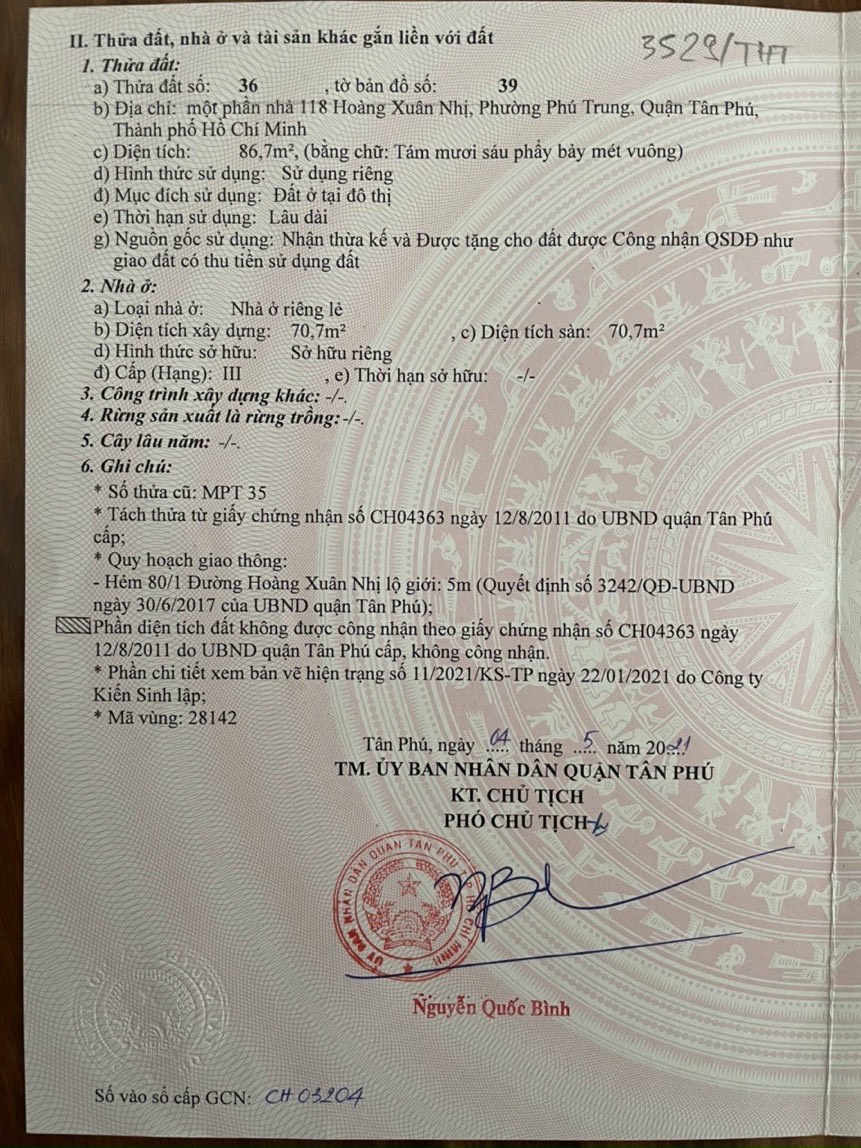 II. Thửa đất, nhà ở và tài sản khác gắn liền với đất
3529/THT
1. Thửa đất:
a) Thửa đất số: 36 , tờ bản đồ số: 39
b) Địa chỉ: một phần nhà 118 Hoàng Xuân Nhị, Phường Phú Trung, Quận Tân Phú,
Thành phố Hồ Chí Minh
c) Diện tích: 86,7m², (bằng chữ: Tám mươi sáu phẩy bảy mét vuông)
d) Hình thức sử dụng: Sử dụng riêng
đ) Mục đích sử dụng: Đất ở tại đô thị
e) Thời hạn sử dụng: Lâu dài
g) Nguồn gốc sử dụng: Nhận thừa kế và Được tặng cho đất được Công nhận QSDĐ như
giao đất có thu tiền sử dụng đất
2. Nhà ở:
a) Loại nhà ở: Nhà ở riêng lẻ
b) Diện tích xây dựng: 70,7m² , c) Diện tích sàn: 70,7m²
d) Hình thức sở hữu: Sở hữu riêng
đ) Cấp (Hạng): III , e) Thời hạn sở hữu: -/-
3. Công trình xây dựng khác: -/-.
4. Rừng sản xuất là rừng trồng: -/-.
5. Cây lâu năm: -/-.
6. Ghi chú:
* Số thửa cũ: MPT 35
* Tách thửa từ giấy chứng nhận số CH04363 ngày 12/8/2011 do UBND quận Tân Phú
cấp;
* Quy hoạch giao thông:
- Hẻm 80/1 Đường Hoàng Xuân Nhị lộ giới: 5m (Quyết định số 3242/QĐ-UBND
ngày 30/6/2017 của UBND quận Tân Phú);
Phần diện tích đất không được công nhận theo giấy chứng nhận số CH04363 ngày
12/8/2011 do UBND quận Tân Phú cấp, không công nhận.
* Phần chi tiết xem bản vẽ hiện trạng số 11/2021/KS-TP ngày 22/01/2021 do Công ty
Kiến Sinh lập;
* Mã vùng: 28142
Tân Phú, ngày 04 tháng 5 năm 2021
TM. ỦY BAN NHÂN DÂN QUẬN TÂN PHÚ
KT. CHỦ TỊCH
PHÓ CHỦ TỊCH
ỦY BAN NHÂN DÂN QUẬN TÂN PHÚ TP HỒ CHÍ MINH
Nguyễn Quốc Bình
Số vào sổ cấp GCN: CH 03204